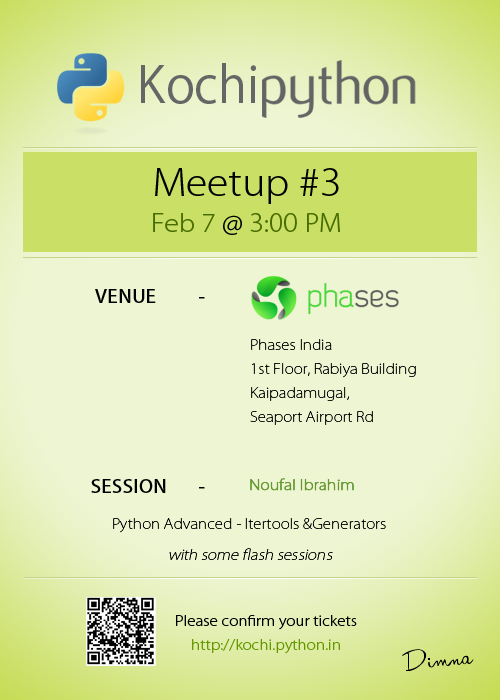 Kochipython
Meetup #3
Feb 7 @ 3:00 PM
VENUE - phases
Phases India
1st Floor, Rabiya Building
Kaipadamugal,
Seaport Airport Rd
SESSION - Noufal Ibrahim
Python Advanced - Itertools &Generators
with some flash sessions
Please confirm your tickets
http://kochi.python.in
Dimna